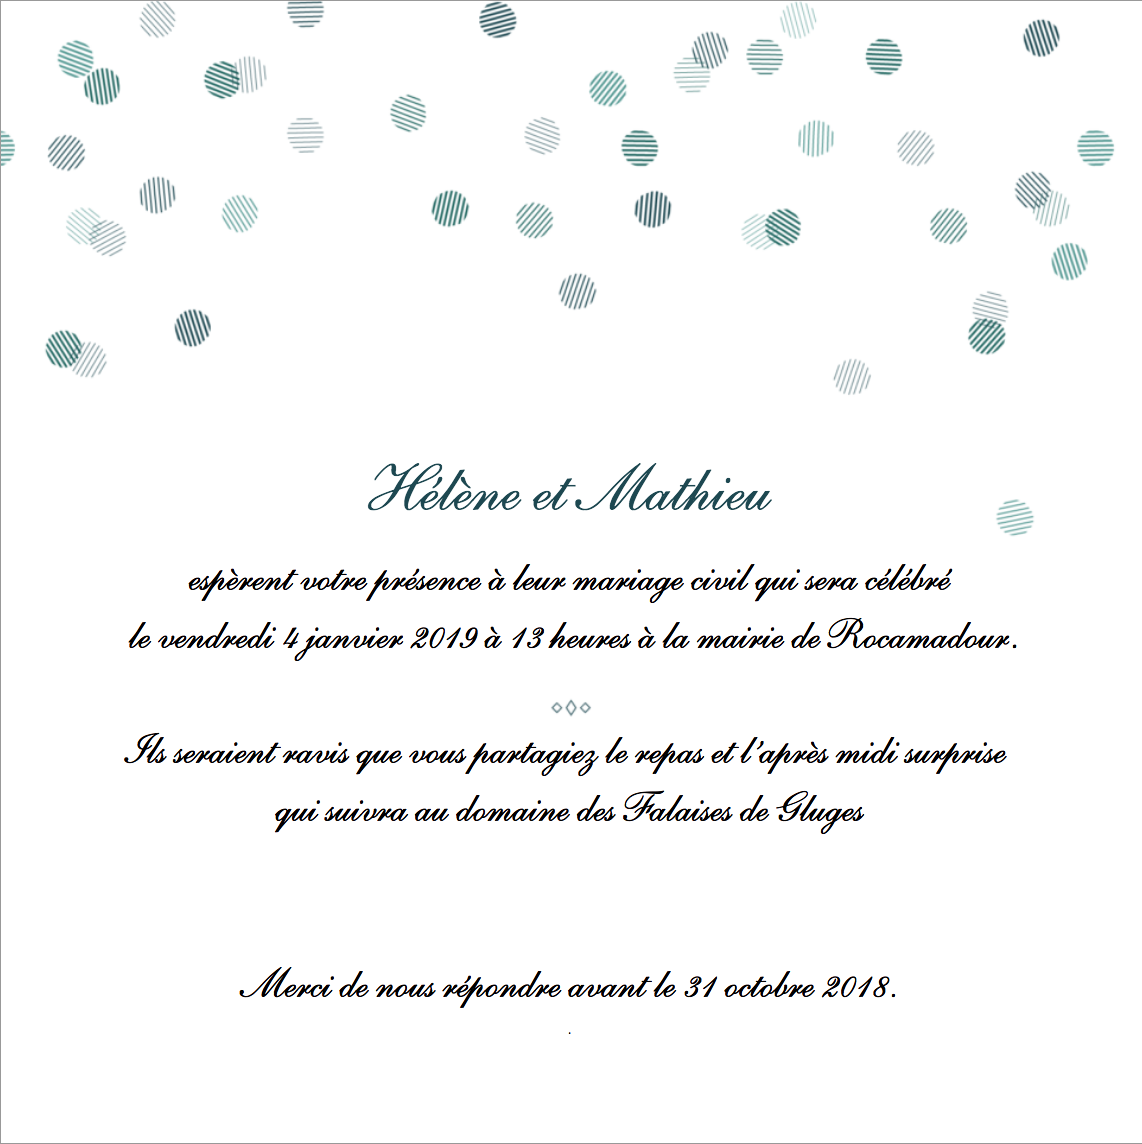 Hélène et Mathieu
espèrent votre présence à leur mariage civil qui sera célébré
le vendredi 4 janvier 2019 à 13 heures à la mairie de Rocamadour.
Ils seraient ravis que vous partagiez le repas et l'après midi surprise
qui suivra au domaine des Falaises de Gluges
Merci de nous répondre avant le 31 octobre 2018.
.